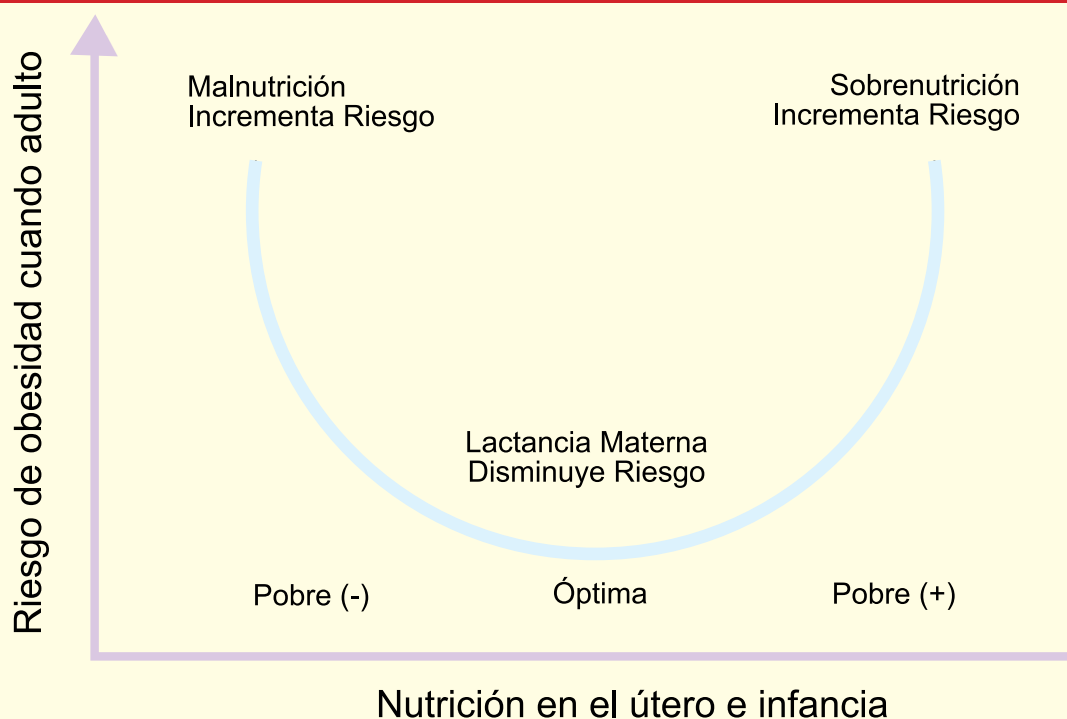 Riesgo de obesidad cuando adulto
Malnutrición
Incrementa Riesgo
Sobrenutrición
Incrementa Riesgo
Lactancia Materna
Disminuye Riesgo
Pobre (-)
Óptima
Pobre (+)
Nutrición en el útero e infancia